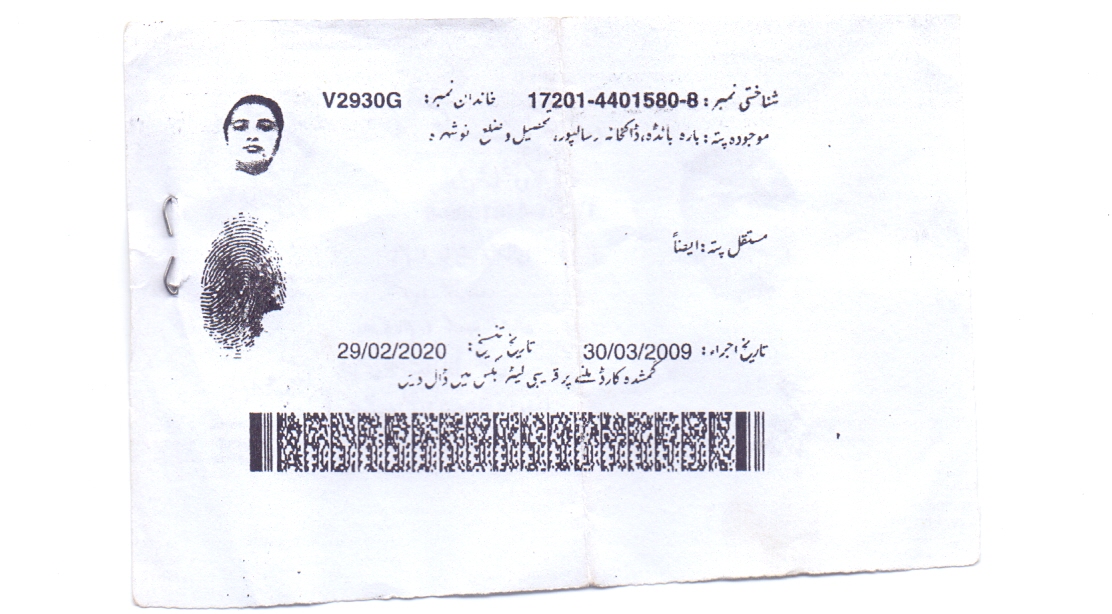 شناختی نمبر: 17201-4401580-8 خاندان نمبر: V2930G
موجودہ پتہ: بارہ بانڈہ، ڈاکخانہ رسالپور، تحصیل و ضلع نوشہرہ
مستقل پتہ: ایضاً
تاریخ اجراء: 30/03/2009 تاریخ تنسیخ: 29/02/2020
گمشدہ کارڈ ملنے پر قریبی لیٹر بکس میں ڈال دیں